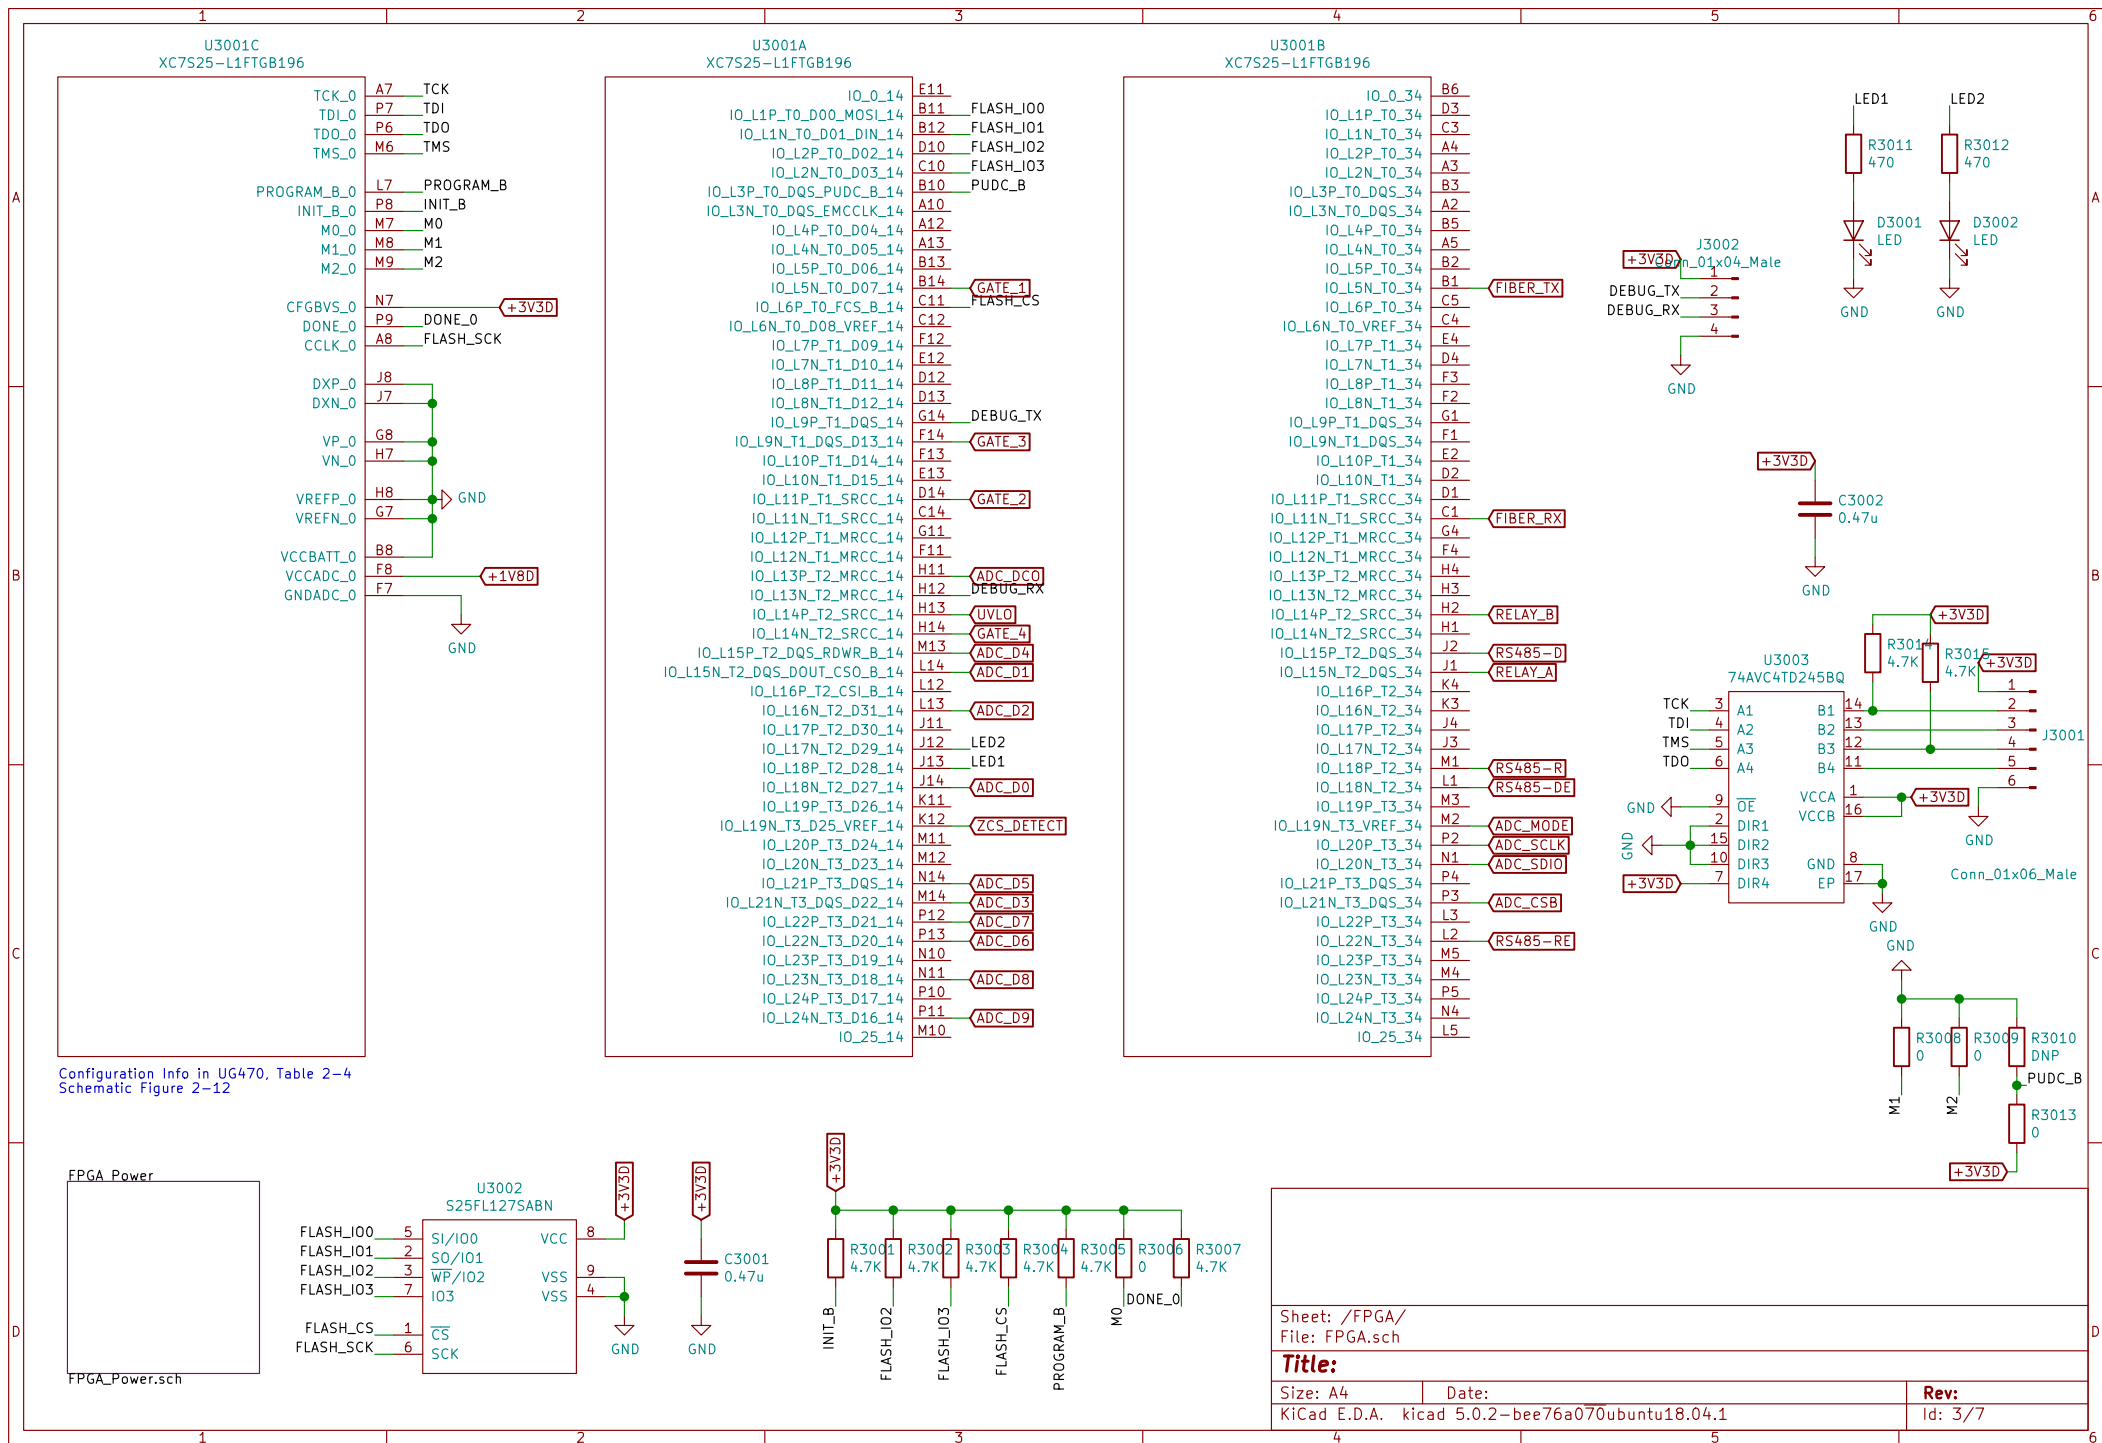 1 2 3 4 5 6
A
B
C
D
U3001C
XC7S25-L1FTGB196
TCK_0 A7 TCK
TDI_0 P7 TDI
TDO_0 P6 TDO
TMS_0 M6 TMS
PROGRAM_B_0 L7 PROGRAM_B
INIT_B_0 P8 INIT_B
M0_0 M7 M0
M1_0 M8 M1
M2_0 M9 M2
CFGBVS_0 N7 +3V3D
DONE_0 P9 DONE_0
CCLK_0 A8 FLASH_SCK
DXP_0 J8
DXN_0 J7
VP_0 G8
VN_0 H7
VREFP_0 H8 GND
VREFN_0 G7
VCCBATT_0 B8
VCCADC_0 F8 +1V8D
GNDADC_0 F7
GND
Configuration Info in UG470, Table 2-4
Schematic Figure 2-12
U3001A
XC7S25-L1FTGB196
IO_0_14 E11
IO_L1P_T0_D00_MOSI_14 B11 FLASH_IO0
IO_L1N_T0_D01_DIN_14 B12 FLASH_IO1
IO_L2P_T0_D02_14 D10 FLASH_IO2
IO_L2N_T0_D03_14 C10 FLASH_IO3
IO_L3P_T0_DQS_PUDC_B_14 B10 PUDC_B
IO_L3N_T0_DQS_EMCCLK_14 A10
IO_L4P_T0_D04_14 A12
IO_L4N_T0_D05_14 A13
IO_L5P_T0_D06_14 B13
IO_L5N_T0_D07_14 B14 GATE_1
IO_L6P_T0_FCS_B_14 C11 FLASH_CS
IO_L6N_T0_D08_VREF_14 C12
IO_L7P_T1_D09_14 F12
IO_L7N_T1_D10_14 E12
IO_L8P_T1_D11_14 D12
IO_L8N_T1_D12_14 D13
IO_L9P_T1_DQS_14 G14 DEBUG_TX
IO_L9N_T1_DQS_D13_14 F14 GATE_3
IO_L10P_T1_D14_14 F13
IO_L10N_T1_D15_14 E13
IO_L11P_T1_SRCC_14 D14 GATE_2
IO_L11N_T1_SRCC_14 C14
IO_L12P_T1_MRCC_14 G11
IO_L12N_T1_MRCC_14 F11
IO_L13P_T2_MRCC_14 H11 ADC_DCO
IO_L13N_T2_MRCC_14 H12 DEBUG_RX
IO_L14P_T2_SRCC_14 H13 UVLO
IO_L14N_T2_SRCC_14 H14 GATE_4
IO_L15P_T2_DQS_RDWR_B_14 M13 ADC_D4
IO_L15N_T2_DQS_DOUT_CSO_B_14 L14 ADC_D1
IO_L16P_T2_CSI_B_14 L12
IO_L16N_T2_D31_14 L13 ADC_D2
IO_L17P_T2_D30_14 J11
IO_L17N_T2_D29_14 J12 LED2
IO_L18P_T2_D28_14 J13 LED1
IO_L18N_T2_D27_14 J14 ADC_D0
IO_L19P_T3_D26_14 K11
IO_L19N_T3_D25_VREF_14 K12 ZCS_DETECT
IO_L20P_T3_D24_14 M11
IO_L20N_T3_D23_14 M12
IO_L21P_T3_DQS_14 N14 ADC_D5
IO_L21N_T3_DQS_D22_14 M14 ADC_D3
IO_L22P_T3_D21_14 P12 ADC_D7
IO_L22N_T3_D20_14 P13 ADC_D6
IO_L23P_T3_D19_14 N10
IO_L23N_T3_D18_14 N11 ADC_D8
IO_L24P_T3_D17_14 P10
IO_L24N_T3_D16_14 P11 ADC_D9
IO_25_14 M10
U3001B
XC7S25-L1FTGB196
IO_0_34 B6
IO_L1P_T0_34 D3
IO_L1N_T0_34 C3
IO_L2P_T0_34 A4
IO_L2N_T0_34 A3
IO_L3P_T0_DQS_34 B3
IO_L3N_T0_DQS_34 A2
IO_L4P_T0_34 B5
IO_L4N_T0_34 A5
IO_L5P_T0_34 B2
IO_L5N_T0_34 B1 FIBER_TX
IO_L6P_T0_34 C5
IO_L6N_T0_VREF_34 C4
IO_L7P_T1_34 E4
IO_L7N_T1_34 D4
IO_L8P_T1_34 F3
IO_L8N_T1_34 F2
IO_L9P_T1_DQS_34 G1
IO_L9N_T1_DQS_34 F1
IO_L10P_T1_34 E2
IO_L10N_T1_34 D2
IO_L11P_T1_SRCC_34 D1
IO_L11N_T1_SRCC_34 C1 FIBER_RX
IO_L12P_T1_MRCC_34 G4
IO_L12N_T1_MRCC_34 F4
IO_L13P_T2_MRCC_34 H4
IO_L13N_T2_MRCC_34 H3
IO_L14P_T2_SRCC_34 H2 RELAY_B
IO_L14N_T2_SRCC_34 H1
IO_L15P_T2_DQS_34 J2 RS485-D
IO_L15N_T2_DQS_34 J1 RELAY_A
IO_L16P_T2_34 K4
IO_L16N_T2_34 K3
IO_L17P_T2_34 J4
IO_L17N_T2_34 J3
IO_L18P_T2_34 M1 RS485-R
IO_L18N_T2_34 L1 RS485-DE
IO_L19P_T3_34 M3
IO_L19N_T3_VREF_34 M2 ADC_MODE
IO_L20P_T3_34 P2 ADC_SCLK
IO_L20N_T3_34 N1 ADC_SDIO
IO_L21P_T3_DQS_34 P4
IO_L21N_T3_DQS_34 P3 ADC_CSB
IO_L22P_T3_34 L3
IO_L22N_T3_34 L2 RS485-RE
IO_L23P_T3_34 M5
IO_L23N_T3_34 M4
IO_L24P_T3_34 P5
IO_L24N_T3_34 N4
IO_25_34 L5
LED1 LED2
R3011 R3012
470 470
D3001 D3002
LED LED
GND GND
J3002
+3V3D Conn_01x04_Male
1
DEBUG_TX 2
DEBUG_RX 3
4
GND
+3V3D
C3002
0.47u
GND
+3V3D
R3014 R3015
4.7K 4.7K
+3V3D
U3003
74AVC4TD245BQ
TCK 3 A1 B1 14
TDI 4 A2 B2 13
TMS 5 A3 B3 12
TDO 6 A4 B4 11
GND 9 OE VCCA 1 +3V3D
2 DIR1 VCCB 16
GND 15 DIR2
10 DIR3 GND 8
+3V3D 7 DIR4 EP 17
GND
1
2
3
J3001
4
5
6
GND
Conn_01x06_Male
GND
R3008 R3009 R3010
0 0 DNP
PUDC_B
M1 M2
R3013
0
+3V3D
FPGA Power
FPGA_Power.sch
U3002
S25FL127SABN
FLASH_IO0 5 SI/IO0 VCC 8
FLASH_IO1 2 SO/IO1
FLASH_IO2 3 WP/IO2 VSS 9
FLASH_IO3 7 IO3 VSS 4
FLASH_CS 1 CS
FLASH_SCK 6 SCK
+3V3D
GND
+3V3D
C3001
0.47u
GND
+3V3D
R3001 R3002 R3003 R3004 R3005 R3006 R3007
4.7K 4.7K 4.7K 4.7K 4.7K 0 4.7K
INIT_B FLASH_IO2 FLASH_IO3 FLASH_CS PROGRAM_B M0 DONE_0
Sheet: /FPGA/
File: FPGA.sch
Title:
Size: A4 Date: Rev:
KiCad E.D.A. kicad 5.0.2-bee76a070ubuntu18.04.1 Id: 3/7
A
B
C
D
1 2 3 4 5 6